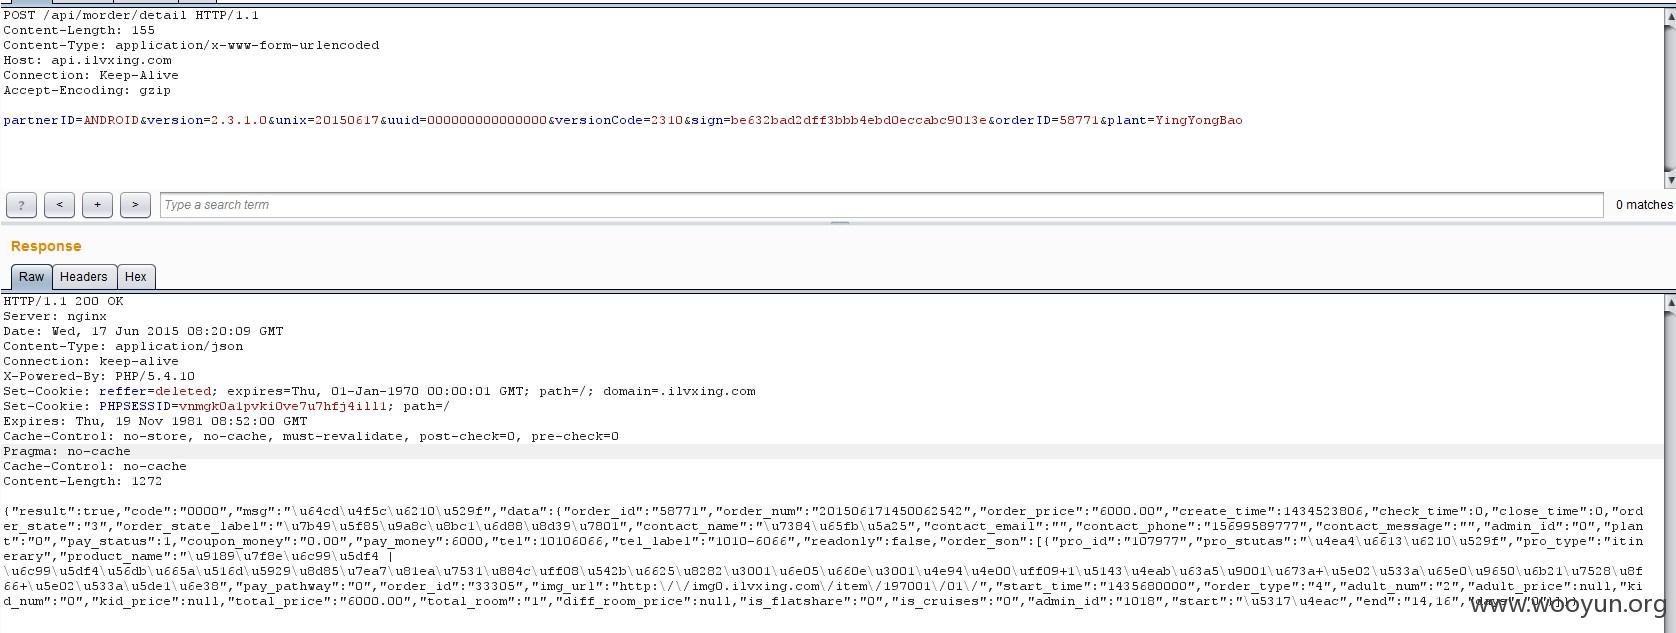 POST /api/morder/detail HTTP/1.1
Content-Length: 155
Content-Type: application/x-www-form-urlencoded
Host: api.ilvxing.com
Connection: Keep-Alive
Accept-Encoding: gzip
partnerID=ANDROID&version=2.3.1.0&unix=20150617&uuid=000000000000000&versionCode=2310&sign=be632bad2dff3bbb4ebd0eccabc9013e&orderID=58771&plant=YingYongBao
? < + > Type a search term 0 matches
Response
Raw Headers Hex
HTTP/1.1 200 OK
Server: nginx
Date: Wed, 17 Jun 2015 08:20:09 GMT
Content-Type: application/json
Connection: keep-alive
X-Powered-By: PHP/5.4.10
Set-Cookie: reffer=deleted; expires=Thu, 01-Jan-1970 00:00:01 GMT; path=/; domain=.ilvxing.com
Set-Cookie: PHPSESSID=vnmgk0a1pvki0ve7u7hfj4ill1; path=/
Expires: Thu, 19 Nov 1981 08:52:00 GMT
Cache-Control: no-store, no-cache, must-revalidate, post-check=0, pre-check=0
Pragma: no-cache
Cache-Control: no-cache
Content-Length: 1272
{"result":true,"code":"0000","msg":"\u64cd\u4f5c\u6210\u529f","data":{"order_id":"58771","order_num":"201506171450062542","order_price":"6000.00","create_time":1434523806,"check_time":0,"close_time":0,"ord
er_state":"3","order_state_label":"\u7b49\u5f85\u9a8c\u8bc1\u6d88\u8d39\u7801","contact_name":"\u7384\u65fb\u5a25","contact_email":"","contact_phone":"15699589777","contact_message":"","admin_id":"0","plan
t":"0","pay_status":1,"coupon_money":"0.00","pay_money":6000,"tel":10106066,"tel_label":"1010-6066","readonly":false,"order_son":[{"pro_id":"107977","pro_stutas":"\u4ea4\u6613\u6210\u529f","pro_type":"itin
erary","product_name":"\u9189\u7f8e\u6c99\u5df4 |
\u6c99\u5df4\u56db\u665a\u516d\u5929\u8d85\u7ea7\u81ea\u7531\u884c\uff08\u542b\u6625\u8282\u3001\u6e05\u660e\u3001\u4e94\u4e00\uff09+1\u5143\u4eab\u63a5\u9001\u673a+\u5e02\u533a\u65e0\u9650\u6b21\u7528\u8f
66+\u5e02\u533a\u5de1\u6e38","pay_pathway":"0","order_id":"33305","img_url":"http:\/\/img0.ilvxing.com\/item\/197001\/01\/","start_time":"1435680000","order_type":"4","adult_num":"2","adult_price":null,"ki
d_num":"0","kid_price":null,"total_price":"6000.00","total_room":"1","diff_room_price":null,"is_flatshare":"0","is_cruises":"0","admin_id":"1018","start":"\u5317\u4eac","end":"14,16","days":"0"}]}}
www.wooyun.org